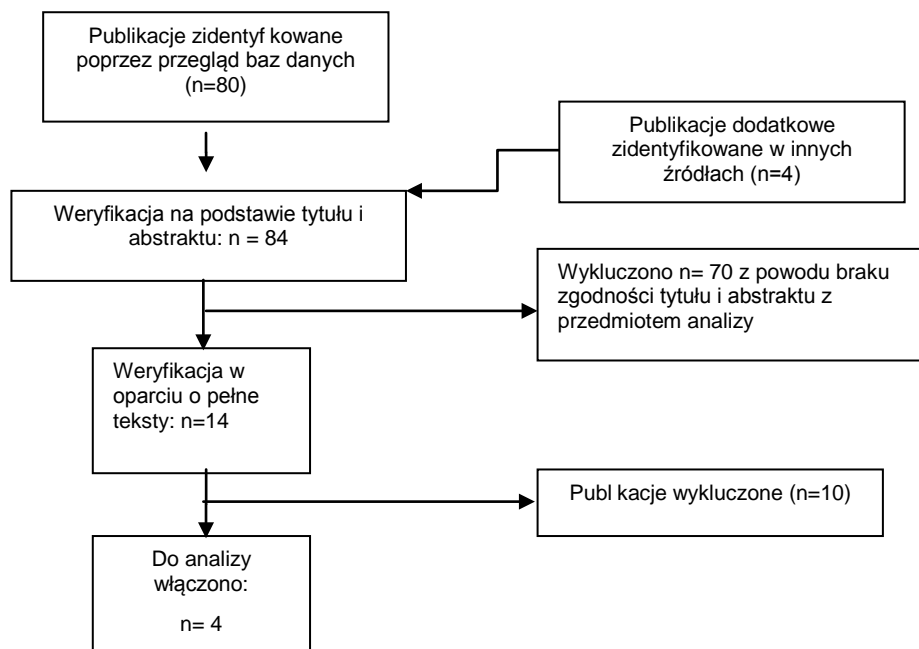 Publikacje zidentyf kowane
poprzez przegląd baz danych
(n=80)
Publikacje dodatkowe
zidentyfikowane w innych
źródłach (n=4)
Weryfikacja na podstawie tytułu i
abstraktu: n = 84
Wykluczono n= 70 z powodu braku
zgodności tytułu i abstraktu z
przedmiotem analizy
Weryfikacja w
oparciu o pełne
teksty: n=14
Publ kacje wykluczone (n=10)
Do analizy
włączono:
n= 4